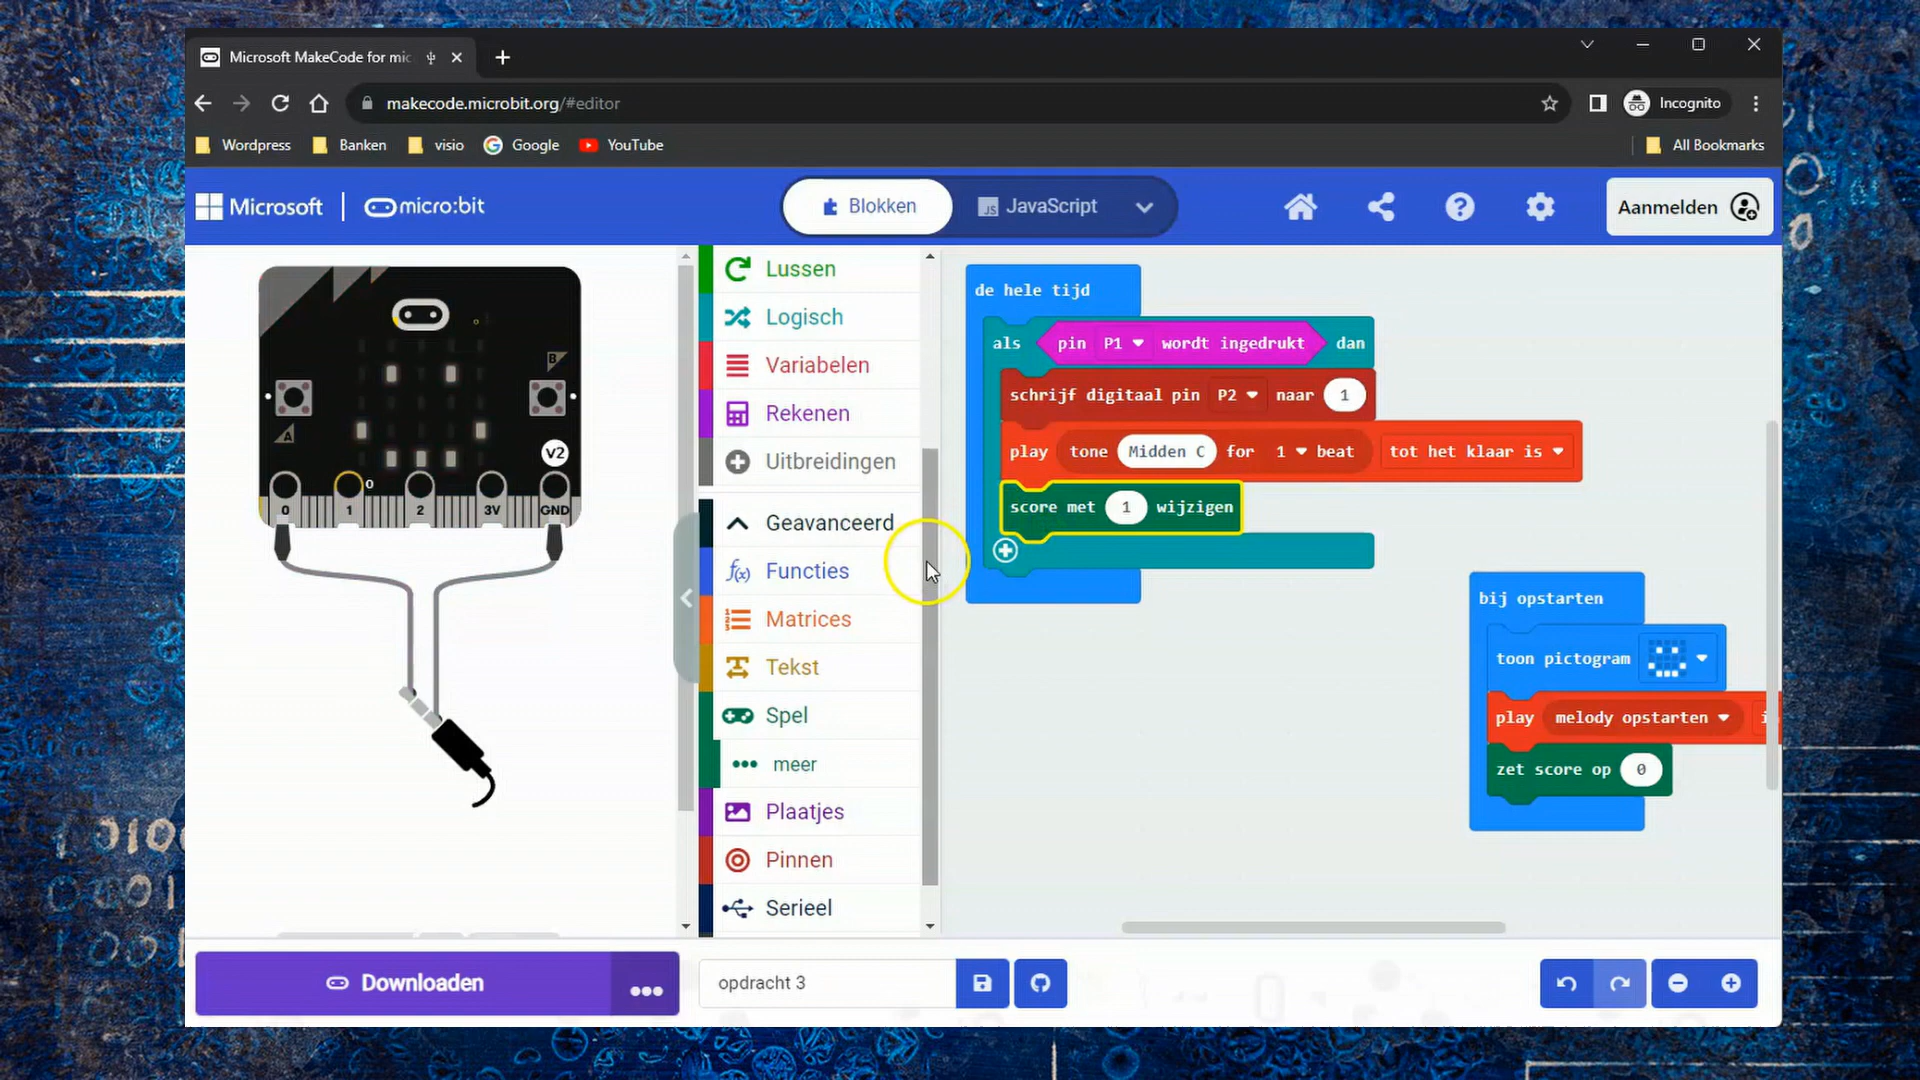 Microsoft MakeCode for mic
makecode.microbit.org/#editor
Incognito
Wordpress
Banken
visio
Google
YouTube
All Bookmarks
Microsoft
micro:bit
Blokken
JS
JavaScript
Aanmelden
B
A
V2
0
0
1
2
3V
GND
Lussen
Logisch
Variabelen
Rekenen
Uitbreidingen
Geavanceerd
f(x) Functies
Matrices
Tekst
Spel
meer
Plaatjes
Pinnen
Serieel
de hele tijd
als pin P1 wordt ingedrukt dan
schrijf digitaal pin P2 naar 1
play tone Midden C for 1 beat tot het klaar is
score met 1 wijzigen
bij opstarten
toon pictogram
play melody opstarten
zet score op 0
Downloaden
opdracht 3